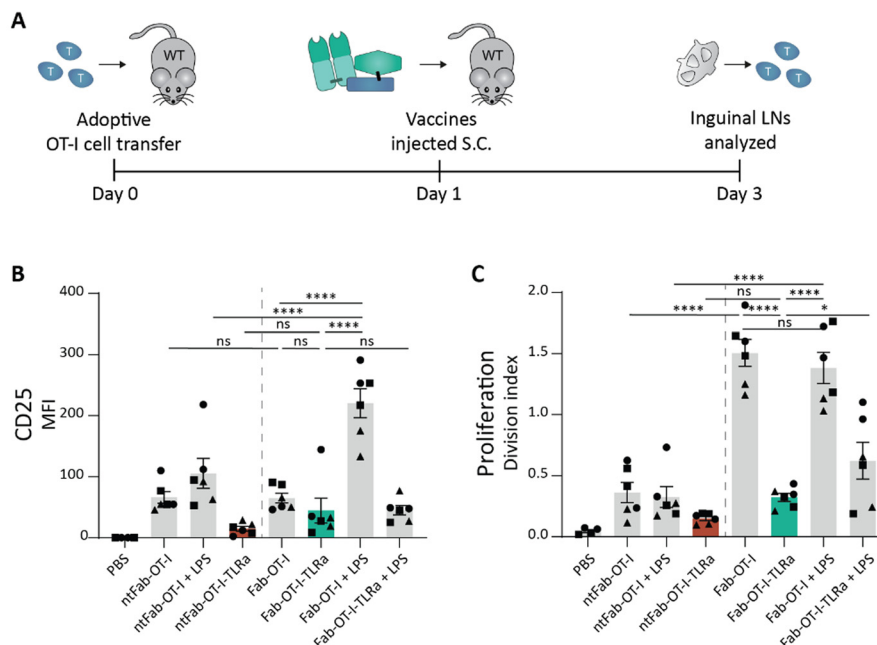 A
T
T
T
WT
WT
T
T
T
Adoptive
OT-I cell transfer
Vaccines
injected S.C.
Inguinal LNs
analyzed
Day 0
Day 1
Day 3
B
CD25
MFI
400
300
200
100
0
****
****
ns
****
ns
ns
ns
PBS
ntFab-OT-I
ntFab-OT-I + LPS
ntFab-OT-I-TLRa
Fab-OT-I
Fab-OT-I-TLRa
Fab-OT-I + LPS
Fab-OT-I-TLRa + LPS
C
Proliferation
Division index
2.0
1.5
1.0
0.5
0.0
****
ns
****
****
****
*
ns
PBS
ntFab-OT-I
ntFab-OT-I + LPS
ntFab-OT-I-TLRa
Fab-OT-I
Fab-OT-I-TLRa
Fab-OT-I + LPS
Fab-OT-I-TLRa + LPS